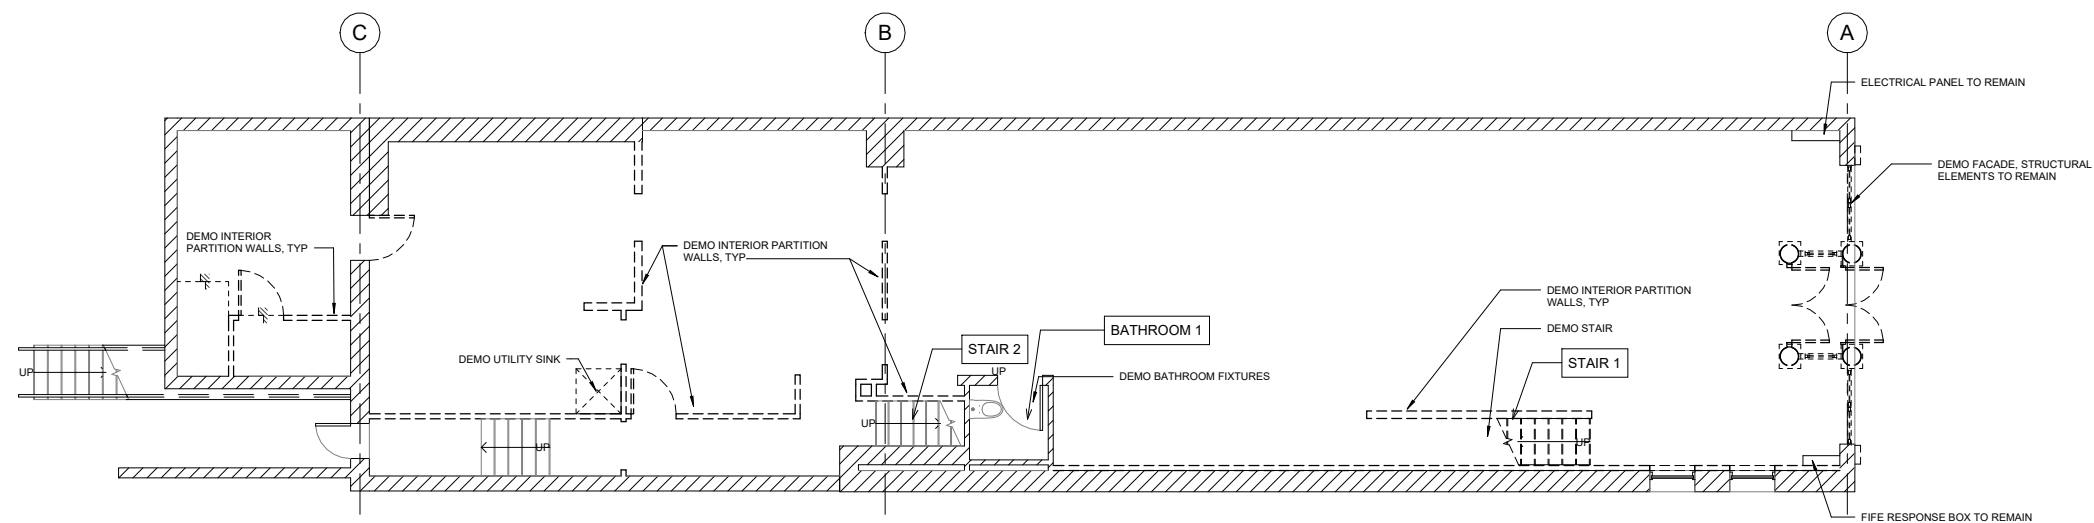 C
B
A
ELECTRICAL PANEL TO REMAIN
DEMO FACADE, STRUCTURAL
ELEMENTS TO REMAIN
DEMO INTERIOR
PARTITION WALLS, TYP
DEMO INTERIOR PARTITION
WALLS, TYP
DEMO INTERIOR PARTITION
WALLS, TYP
BATHROOM 1
DEMO STAIR
STAIR 2
STAIR 1
DEMO UTILITY SINK
UP
UP
DEMO BATHROOM FIXTURES
UP
UP
UP
FIFE RESPONSE BOX TO REMAIN